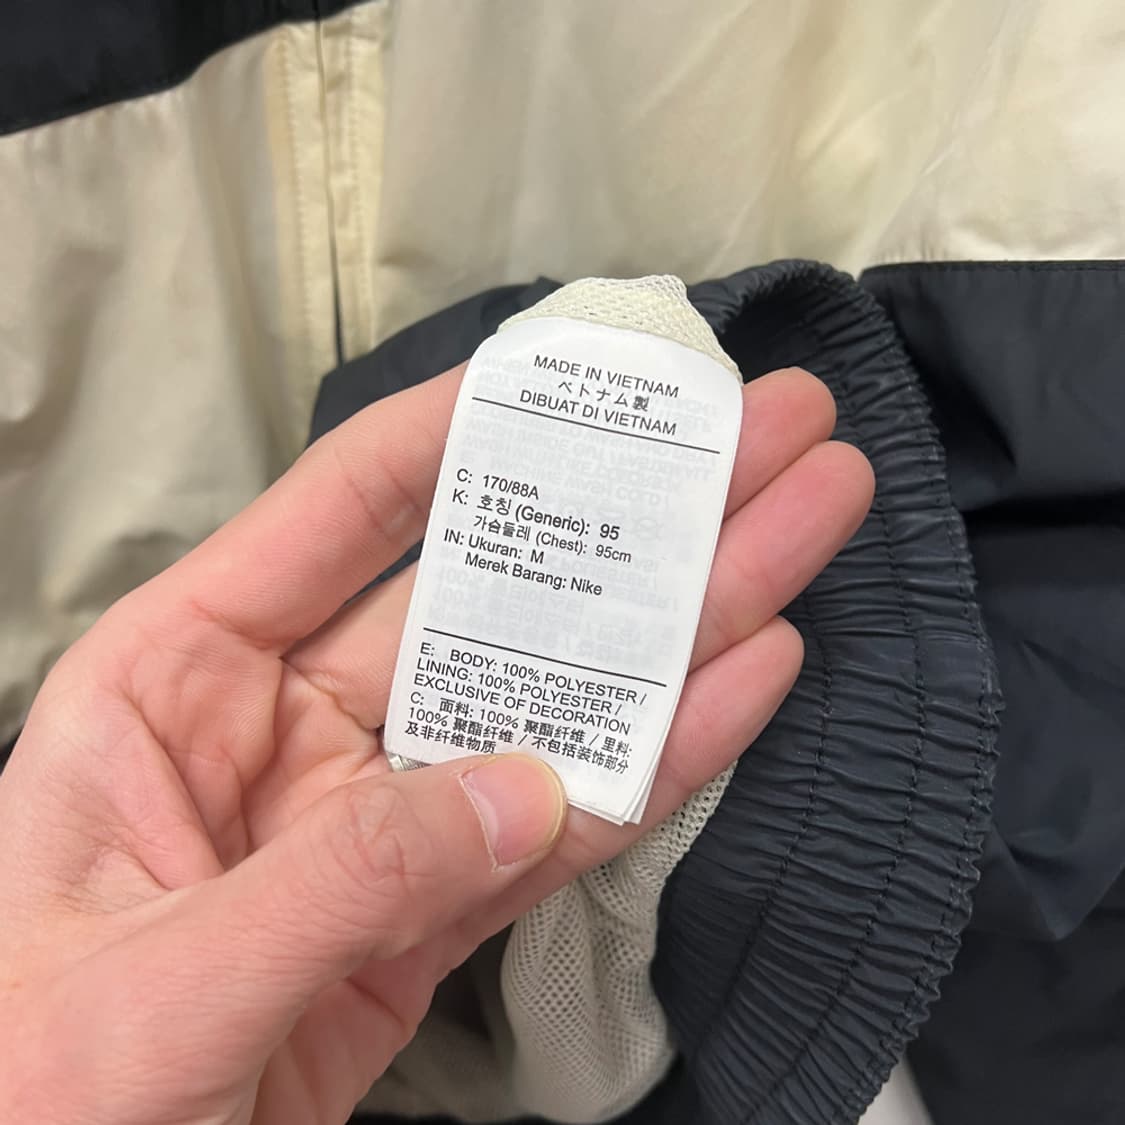 MADE IN VIETNAM
ベトナム製
DIBUAT DI VIETNAM
C: 170/88A
K: 호칭 (Generic): 95
가슴둘레 (Chest): 95cm
IN: Ukuran: M
Merek Barang: Nike
E: BODY: 100% POLYESTER /
LINING: 100% POLYESTER /
EXCLUSIVE OF DECORATION
C: 面料: 100% 聚酯纤维 / 里料:
100% 聚酯纤维 / 不包括装饰部分
及非纤维物质